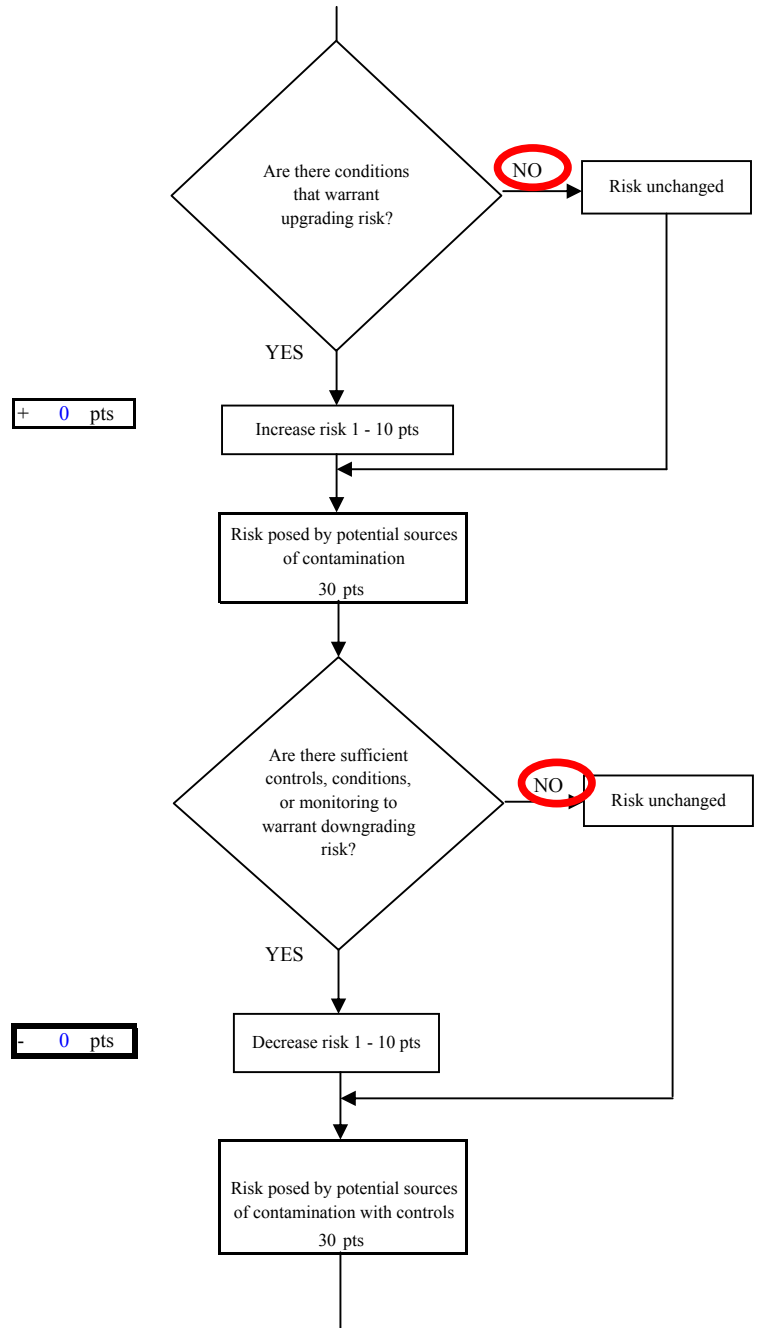 Are there conditions
that warrant
upgrading risk?
NO
Risk unchanged
YES
+ 0 pts
Increase risk 1 - 10 pts
Risk posed by potential sources
of contamination
30 pts
Are there sufficient
controls, conditions,
or monitoring to
warrant downgrading
risk?
NO
Risk unchanged
YES
- 0 pts
Decrease risk 1 - 10 pts
Risk posed by potential sources
of contamination with controls
30 pts